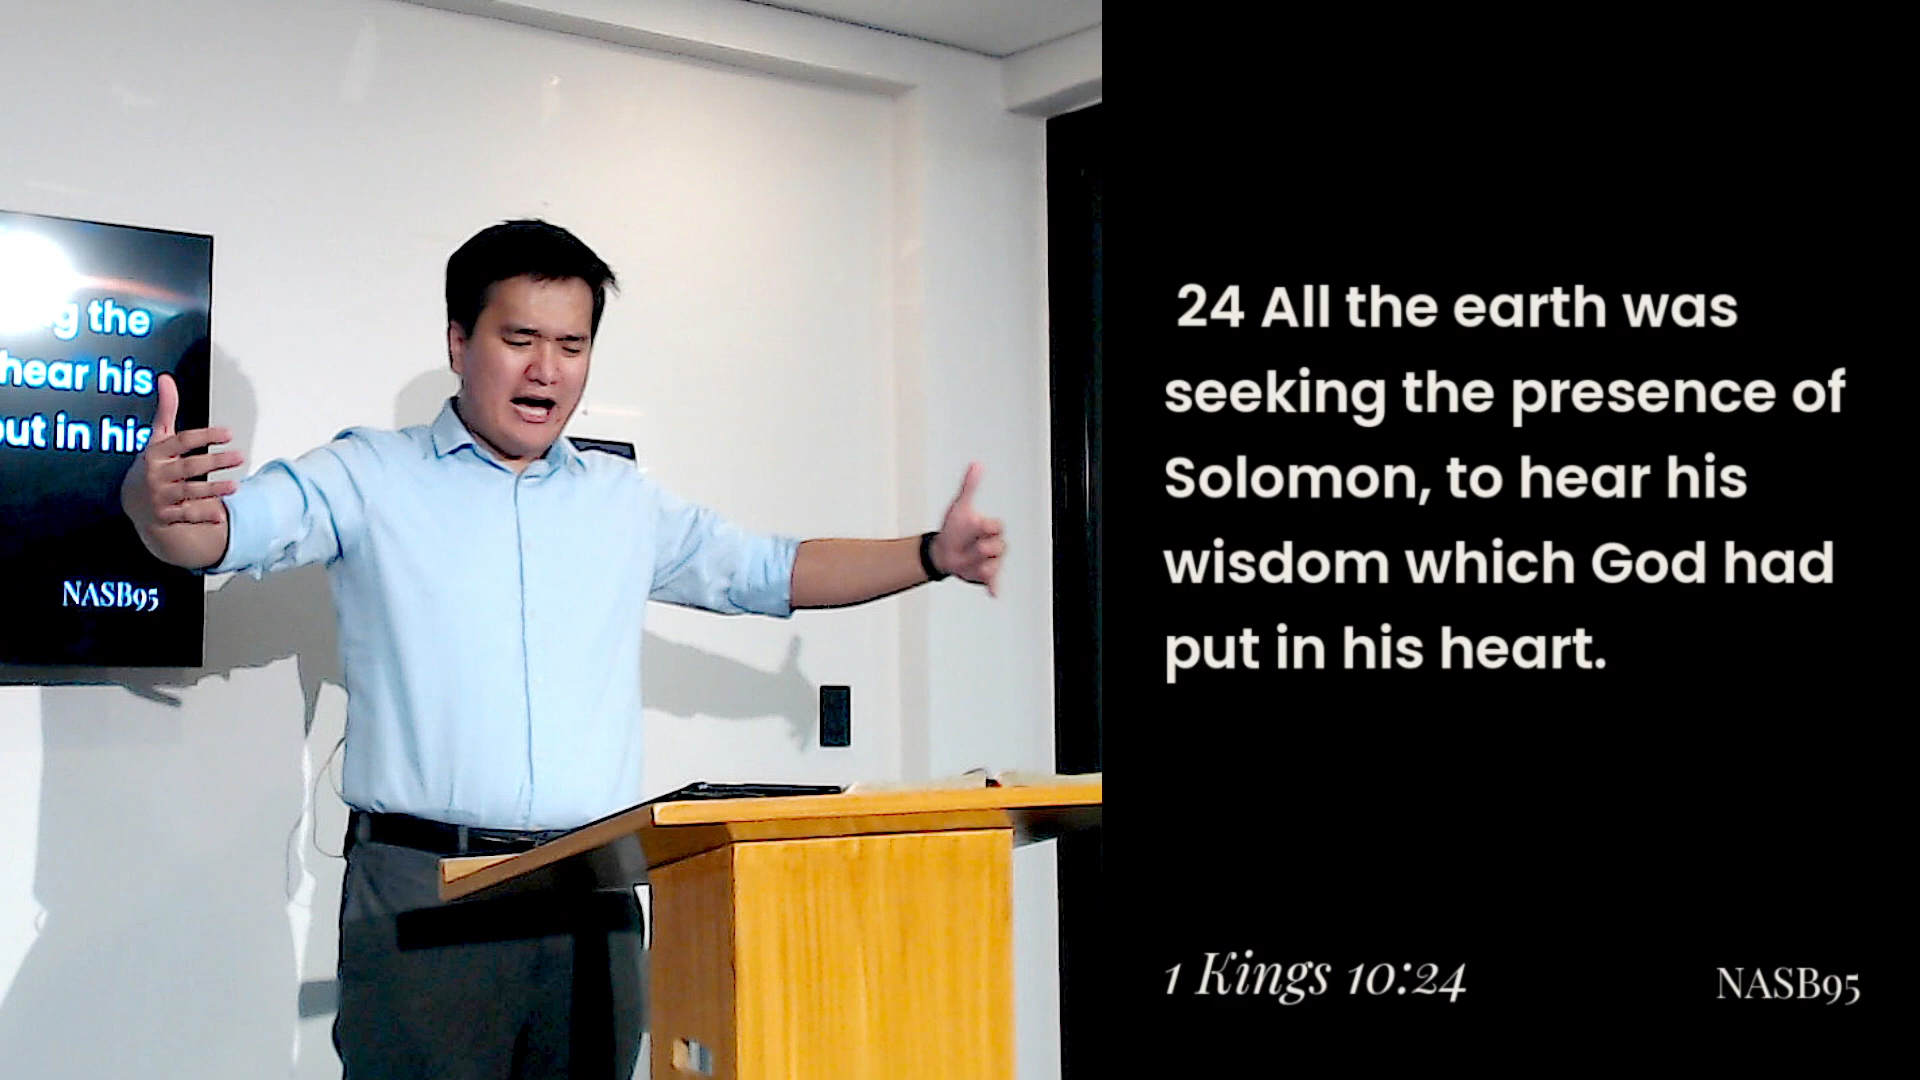 g the
hear his
put in his
NASB95
24 All the earth was
seeking the presence of
Solomon, to hear his
wisdom which God had
put in his heart.
1 Kings 10:24
NASB95